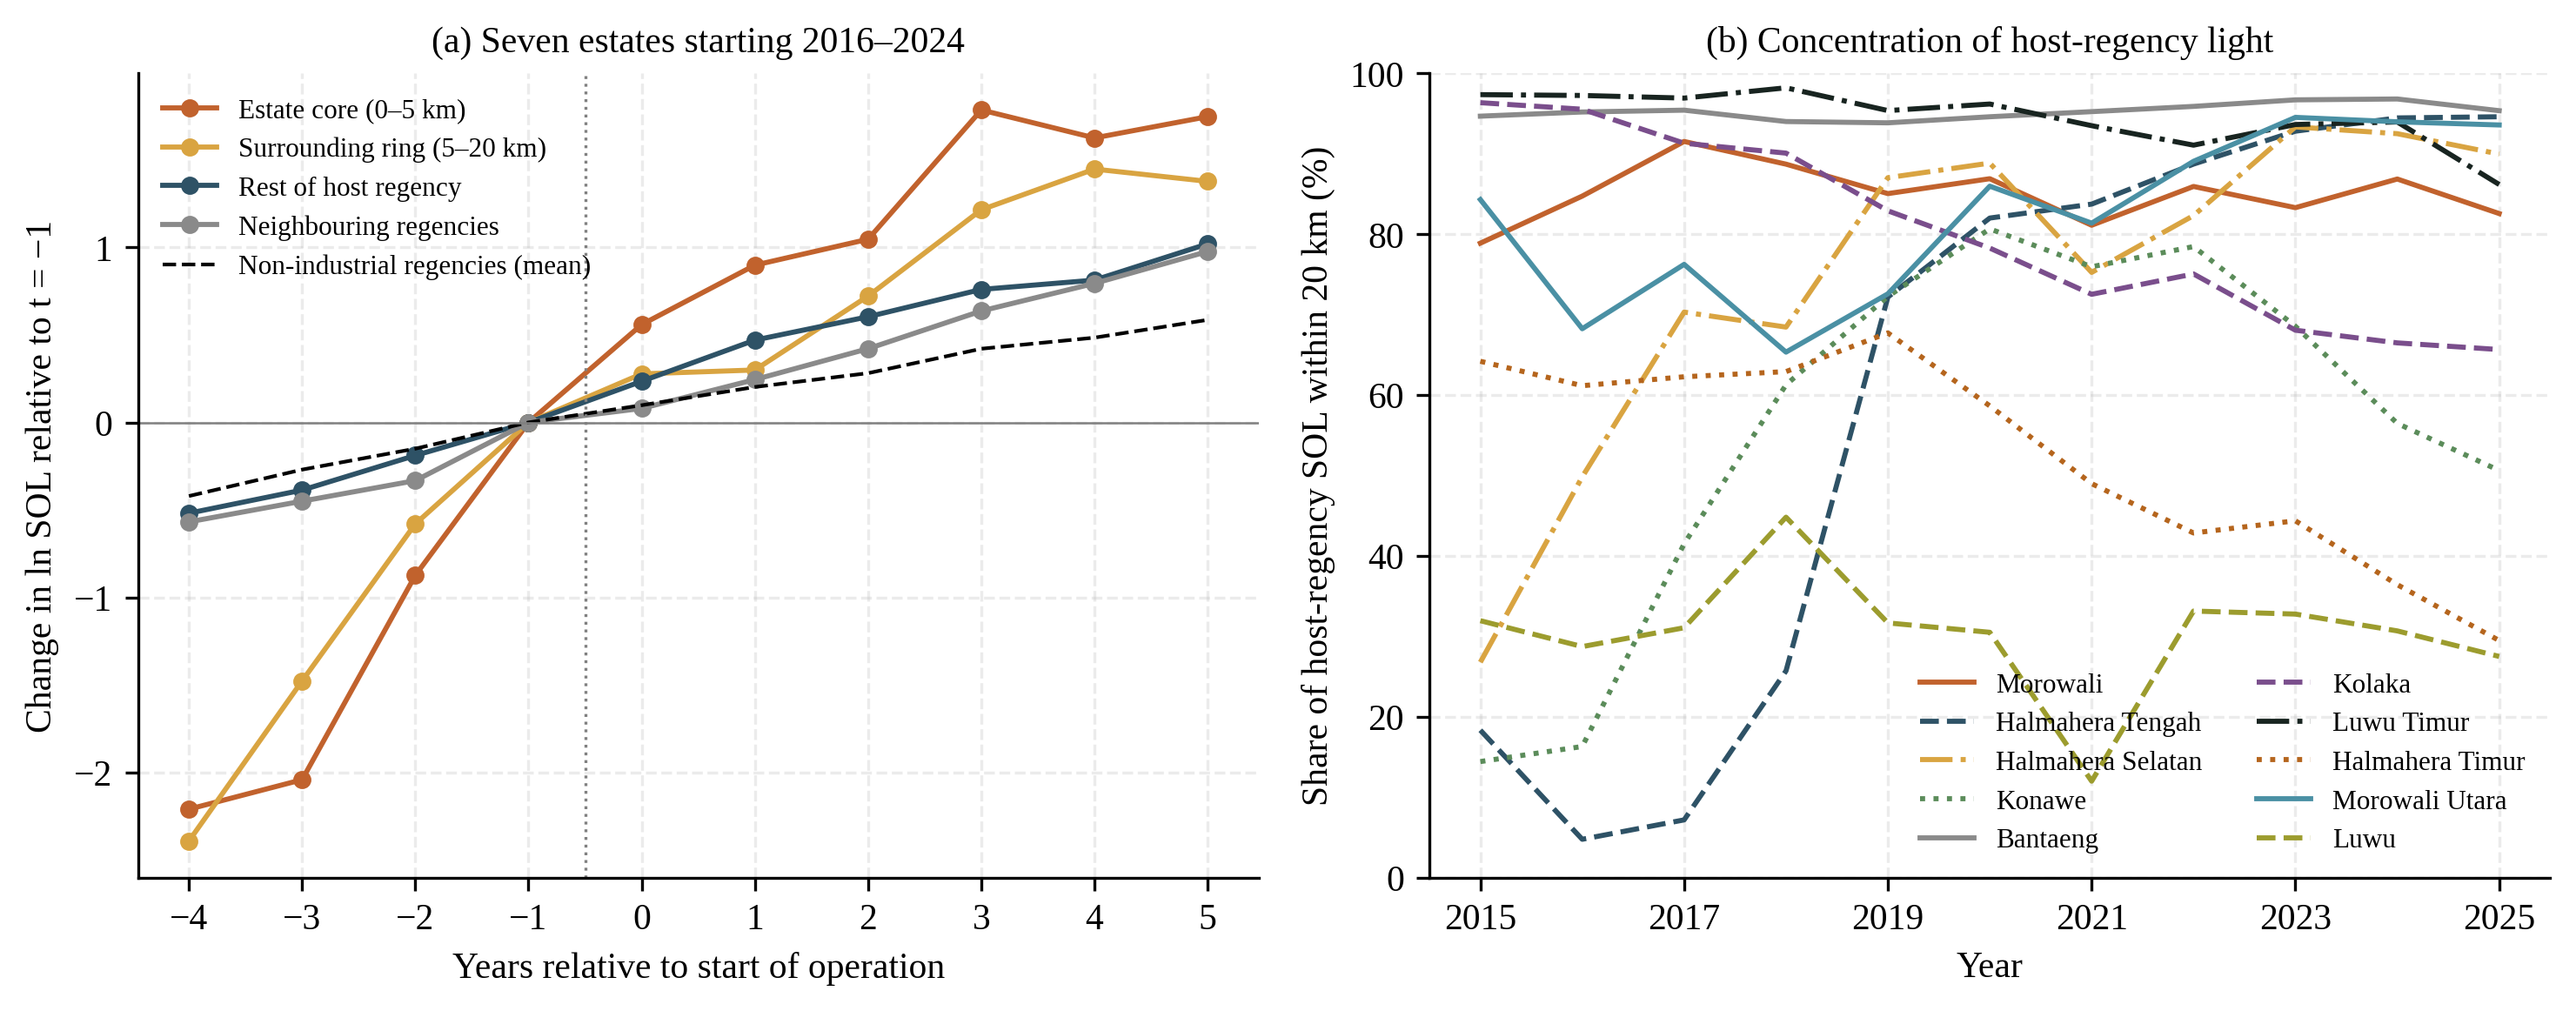 (a) Seven estates starting 2016–2024
Estate core (0–5 km)
Surrounding ring (5–20 km)
Rest of host regency
Neighbouring regencies
Non-industrial regencies (mean)
Change in ln SOL relative to t = −1
1
0
−1
−2
−4 −3 −2 −1 0 1 2 3 4 5
Years relative to start of operation
(b) Concentration of host-regency light
Share of host-regency SOL within 20 km (%)
100
80
60
40
20
0
Morowali
Halmahera Tengah
Halmahera Selatan
Konawe
Bantaeng
Kolaka
Luwu Timur
Halmahera Timur
Morowali Utara
Luwu
2015 2017 2019 2021 2023 2025
Year